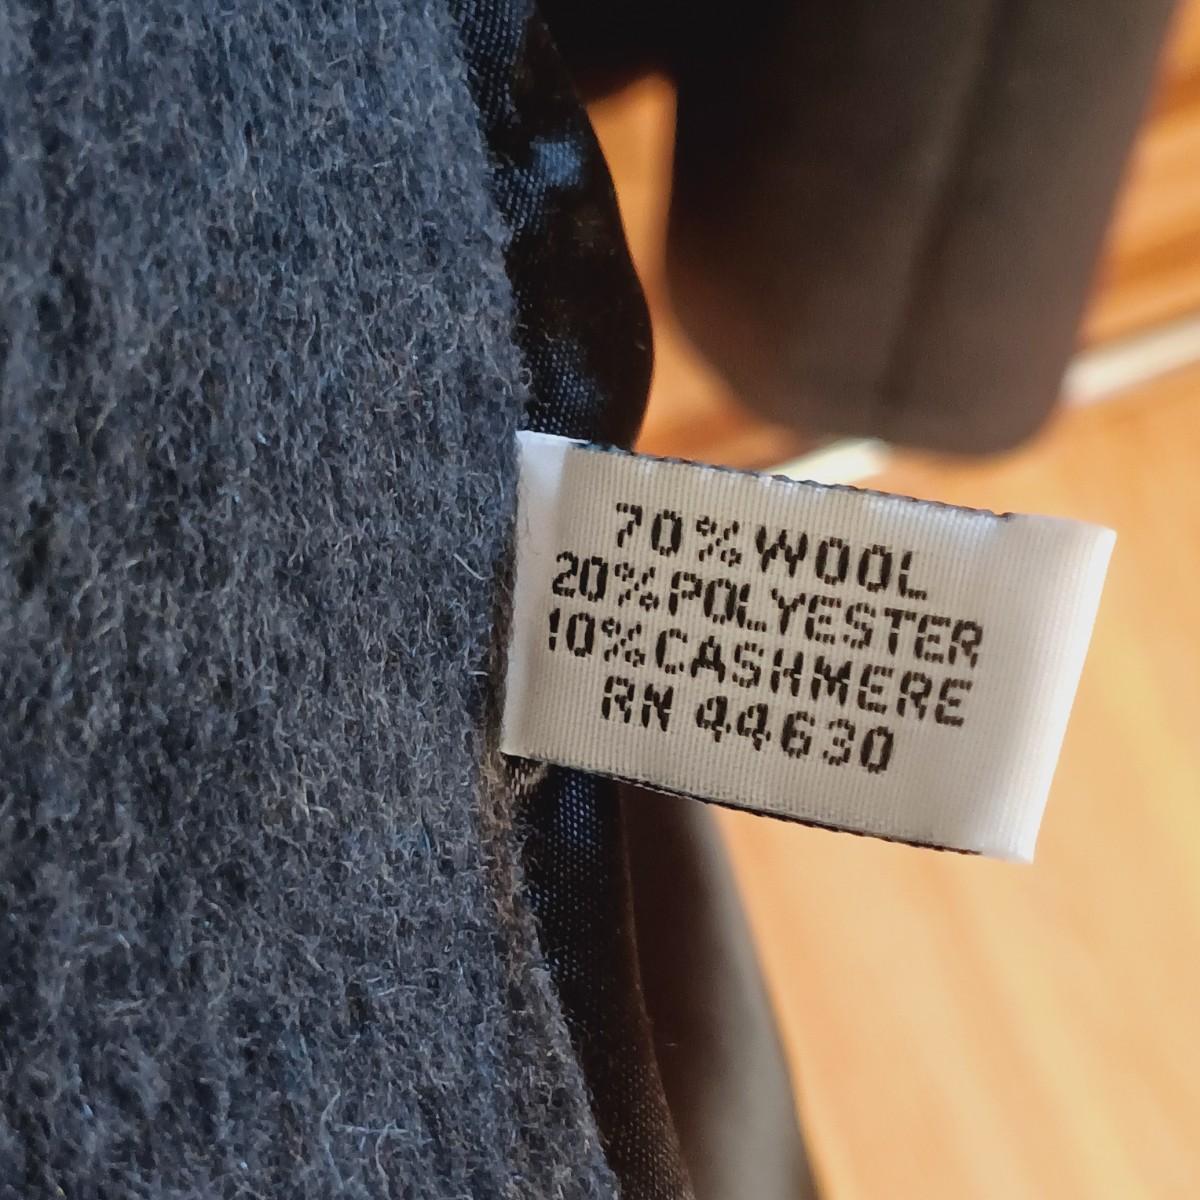 70% WOOL
20% POLYESTER
10% CASHMERE
RN 44630